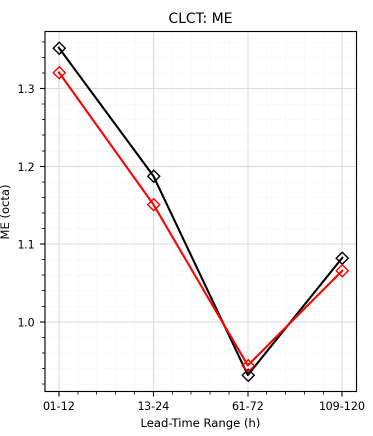 CLCT: ME
1.3
1.2
1.1
1.0
ME (octa)
01-12 13-24 61-72 109-120
Lead-Time Range (h)